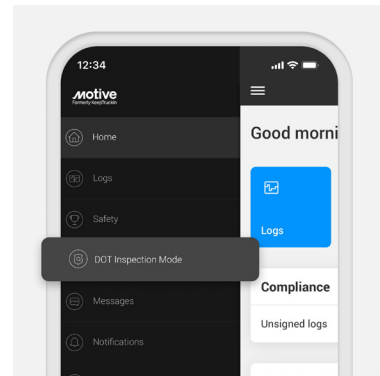 12:34
motive
Formerly KeepTruckin
Home
Logs
Safety
DOT Inspection Mode
Messages
Notifications
Good morni
Logs
Compliance
Unsigned logs